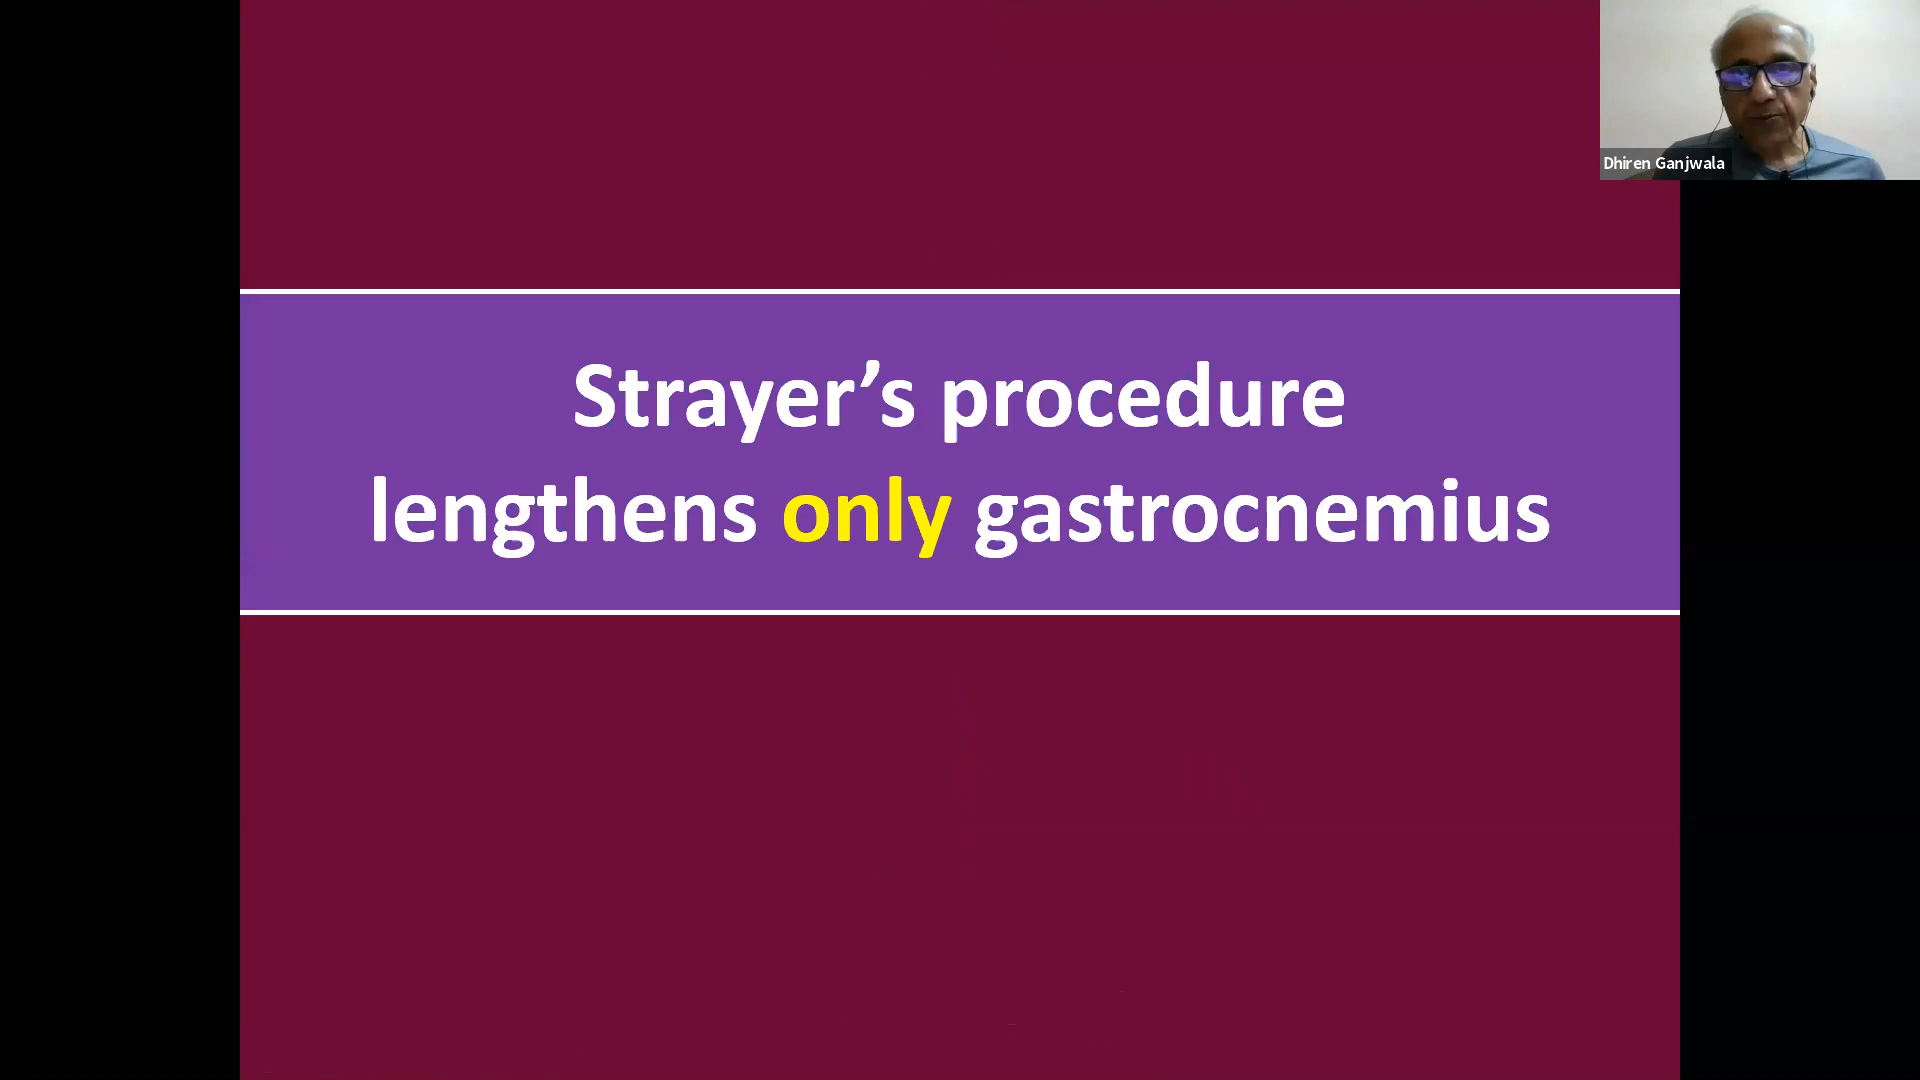 Dhiren Ganjwala
Strayer’s procedure
lengthens only gastrocnemius